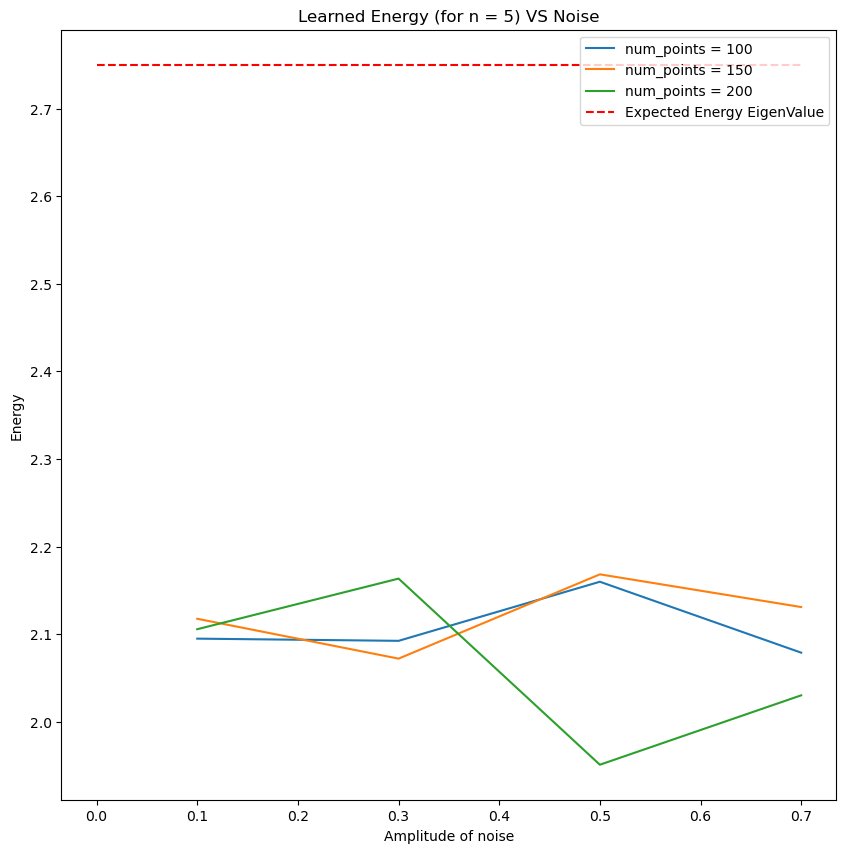 Learned Energy (for n = 5) VS Noise
num_points = 100
num_points = 150
num_points = 200
Expected Energy EigenValue
2.7
2.6
2.5
2.4
2.3
2.2
2.1
2.0
Energy
0.0 0.1 0.2 0.3 0.4 0.5 0.6 0.7
Amplitude of noise